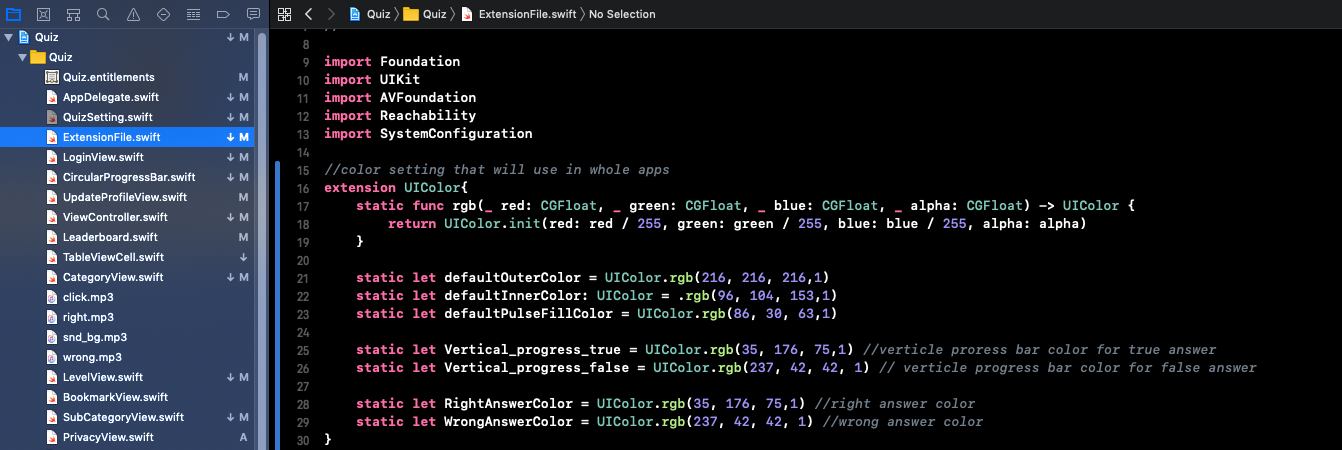 Quiz 〉 Quiz 〉 ExtensionFile.swift 〉 No Selection
Quiz M
Quiz
Quiz.entitlements M
AppDelegate.swift M
QuizSetting.swift M
ExtensionFile.swift M
LoginView.swift M
CircularProgressBar.swift M
UpdateProfileView.swift M
ViewController.swift M
Leaderboard.swift M
TableViewCell.swift
CategoryView.swift M
click.mp3
right.mp3
snd_bg.mp3
wrong.mp3
LevelView.swift M
BookmarkView.swift
SubCategoryView.swift M
PrivacyView.swift A
//
8
9 import Foundation
10 import UIKit
11 import AVFoundation
12 import Reachability
13 import SystemConfiguration
14
15 //color setting that will use in whole apps
16 extension UIColor{
17 static func rgb(_ red: CGFloat, _ green: CGFloat, _ blue: CGFloat, _ alpha: CGFloat) -> UIColor {
18 return UIColor.init(red: red / 255, green: green / 255, blue: blue / 255, alpha: alpha)
19 }
20
21 static let defaultOuterColor = UIColor.rgb(216, 216, 216,1)
22 static let defaultInnerColor: UIColor = .rgb(96, 104, 153,1)
23 static let defaultPulseFillColor = UIColor.rgb(86, 30, 63,1)
24
25 static let Vertical_progress_true = UIColor.rgb(35, 176, 75,1) //verticle proress bar color for true answer
26 static let Vertical_progress_false = UIColor.rgb(237, 42, 42, 1) // verticle progress bar color for false answer
27
28 static let RightAnswerColor = UIColor.rgb(35, 176, 75,1) //right answer color
29 static let WrongAnswerColor = UIColor.rgb(237, 42, 42, 1) //wrong answer color
30 }